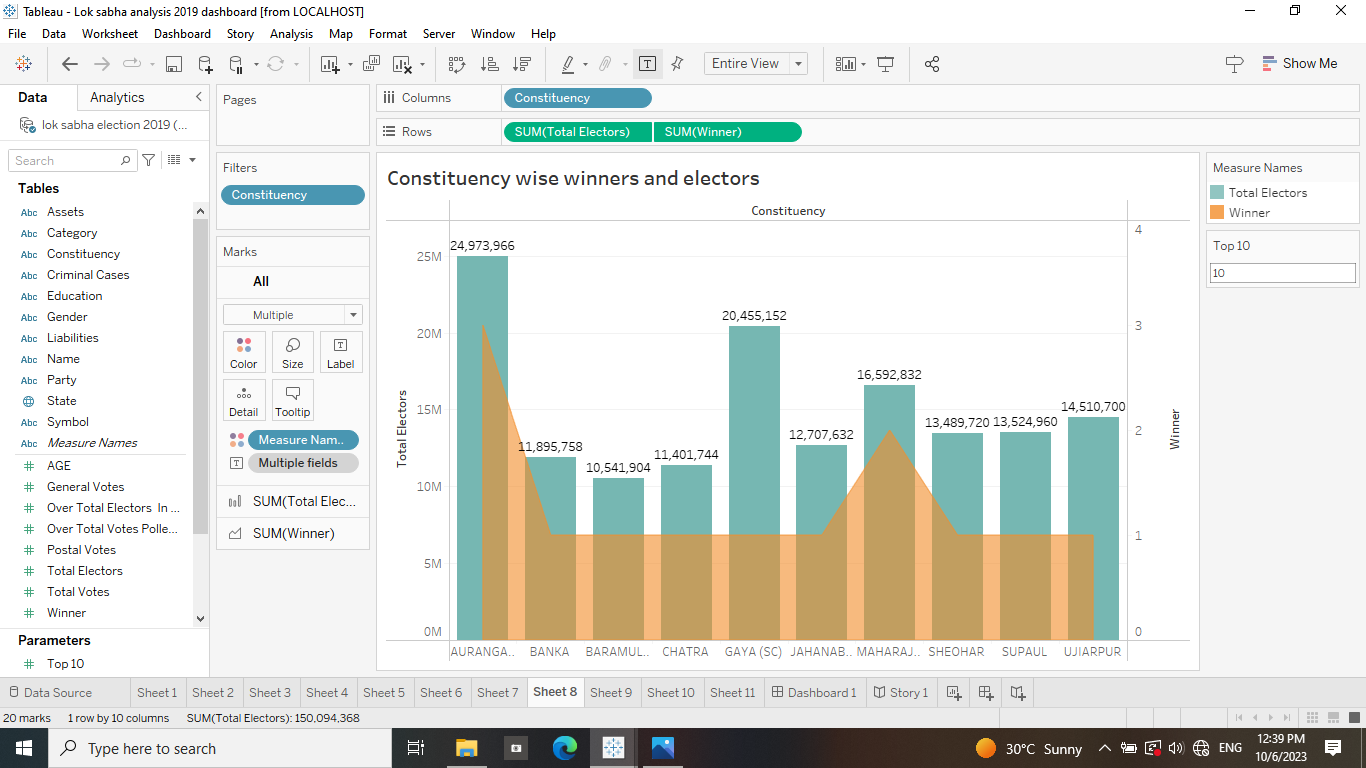 Tableau - Lok sabha analysis 2019 dashboard [from LOCALHOST]
File Data Worksheet Dashboard Story Analysis Map Format Server Window Help
Entire View
Show Me
Data Analytics
lok sabha election 2019 (...
Search
Tables
Abc Assets
Abc Category
Abc Constituency
Abc Criminal Cases
Abc Education
Abc Gender
Abc Liabilities
Abc Name
Abc Party
State
Abc Symbol
Abc Measure Names
# AGE
# General Votes
# Over Total Electors In ...
# Over Total Votes Polle...
# Postal Votes
# Total Electors
# Total Votes
# Winner
Parameters
# Top 10
Pages
Filters
Constituency
Marks
All
Multiple
Color Size Label
Detail Tooltip
Measure Nam..
Multiple fields
SUM(Total Elec...
SUM(Winner)
Columns Constituency
Rows SUM(Total Electors) SUM(Winner)
Constituency wise winners and electors
Constituency
Total Electors
25M
20M
15M
10M
5M
0M
24,973,966
11,895,758
10,541,904
11,401,744
20,455,152
12,707,632
16,592,832
13,489,720
13,524,960
14,510,700
4
3
2
1
0
Winner
AURANGA.. BANKA BARAMUL.. CHATRA GAYA (SC) JAHANAB.. MAHARAJ.. SHEOHAR SUPAUL UJIARPUR
Measure Names
Total Electors
Winner
Top 10
10
Data Source Sheet 1 Sheet 2 Sheet 3 Sheet 4 Sheet 5 Sheet 6 Sheet 7 Sheet 8 Sheet 9 Sheet 10 Sheet 11 Dashboard 1 Story 1
20 marks 1 row by 10 columns SUM(Total Electors): 150,094,368
Type here to search
30°C Sunny
ENG
12:39 PM
10/6/2023